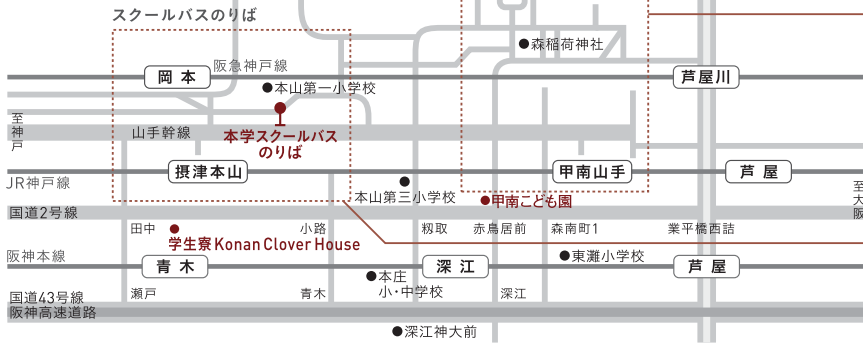 スクールバスのりば
森稲荷神社
岡本
阪急神戸線
芦屋川
本山第一小学校
至神戸
山手幹線
本学スクールバス
のりば
摂津本山
甲南山手
芦屋
JR神戸線
本山第三小学校
甲南こども園
至大阪
国道2号線
田中
小路
籾取
赤鳥居前
森南町1
業平橋西詰
学生寮Konan Clover House
阪神本線
青木
深江
東灘小学校
芦屋
本庄
小・中学校
国道43号線
瀬戸
青木
深江
阪神高速道路
深江神大前